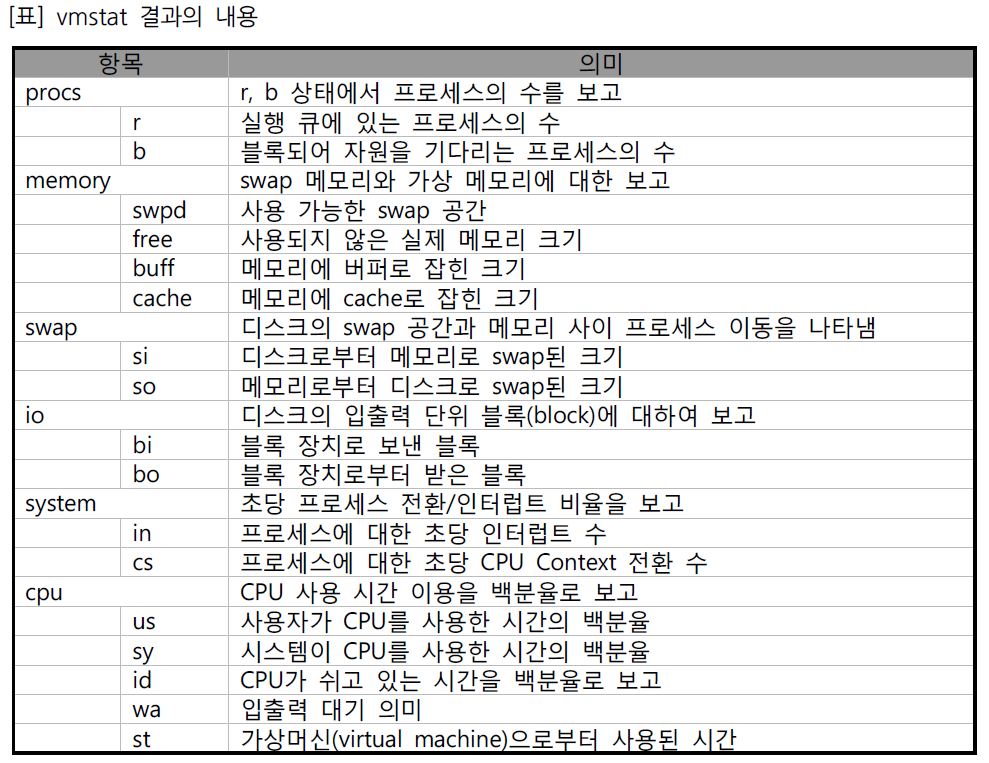 [표] vmstat 결과의 내용
항목 의미
procs r, b 상태에서 프로세스의 수를 보고
r 실행 큐에 있는 프로세스의 수
b 블록되어 자원을 기다리는 프로세스의 수
memory swap 메모리와 가상 메모리에 대한 보고
swpd 사용 가능한 swap 공간
free 사용되지 않은 실제 메모리 크기
buff 메모리에 버퍼로 잡힌 크기
cache 메모리에 cache로 잡힌 크기
swap 디스크의 swap 공간과 메모리 사이 프로세스 이동을 나타냄
si 디스크로부터 메모리로 swap된 크기
so 메모리로부터 디스크로 swap된 크기
io 디스크의 입출력 단위 블록(block)에 대하여 보고
bi 블록 장치로 보낸 블록
bo 블록 장치로부터 받은 블록
system 초당 프로세스 전환/인터럽트 비율을 보고
in 프로세스에 대한 초당 인터럽트 수
cs 프로세스에 대한 초당 CPU Context 전환 수
cpu CPU 사용 시간 이용을 백분율로 보고
us 사용자가 CPU를 사용한 시간의 백분율
sy 시스템이 CPU를 사용한 시간의 백분율
id CPU가 쉬고 있는 시간을 백분율로 보고
wa 입출력 대기 의미
st 가상머신(virtual machine)으로부터 사용된 시간